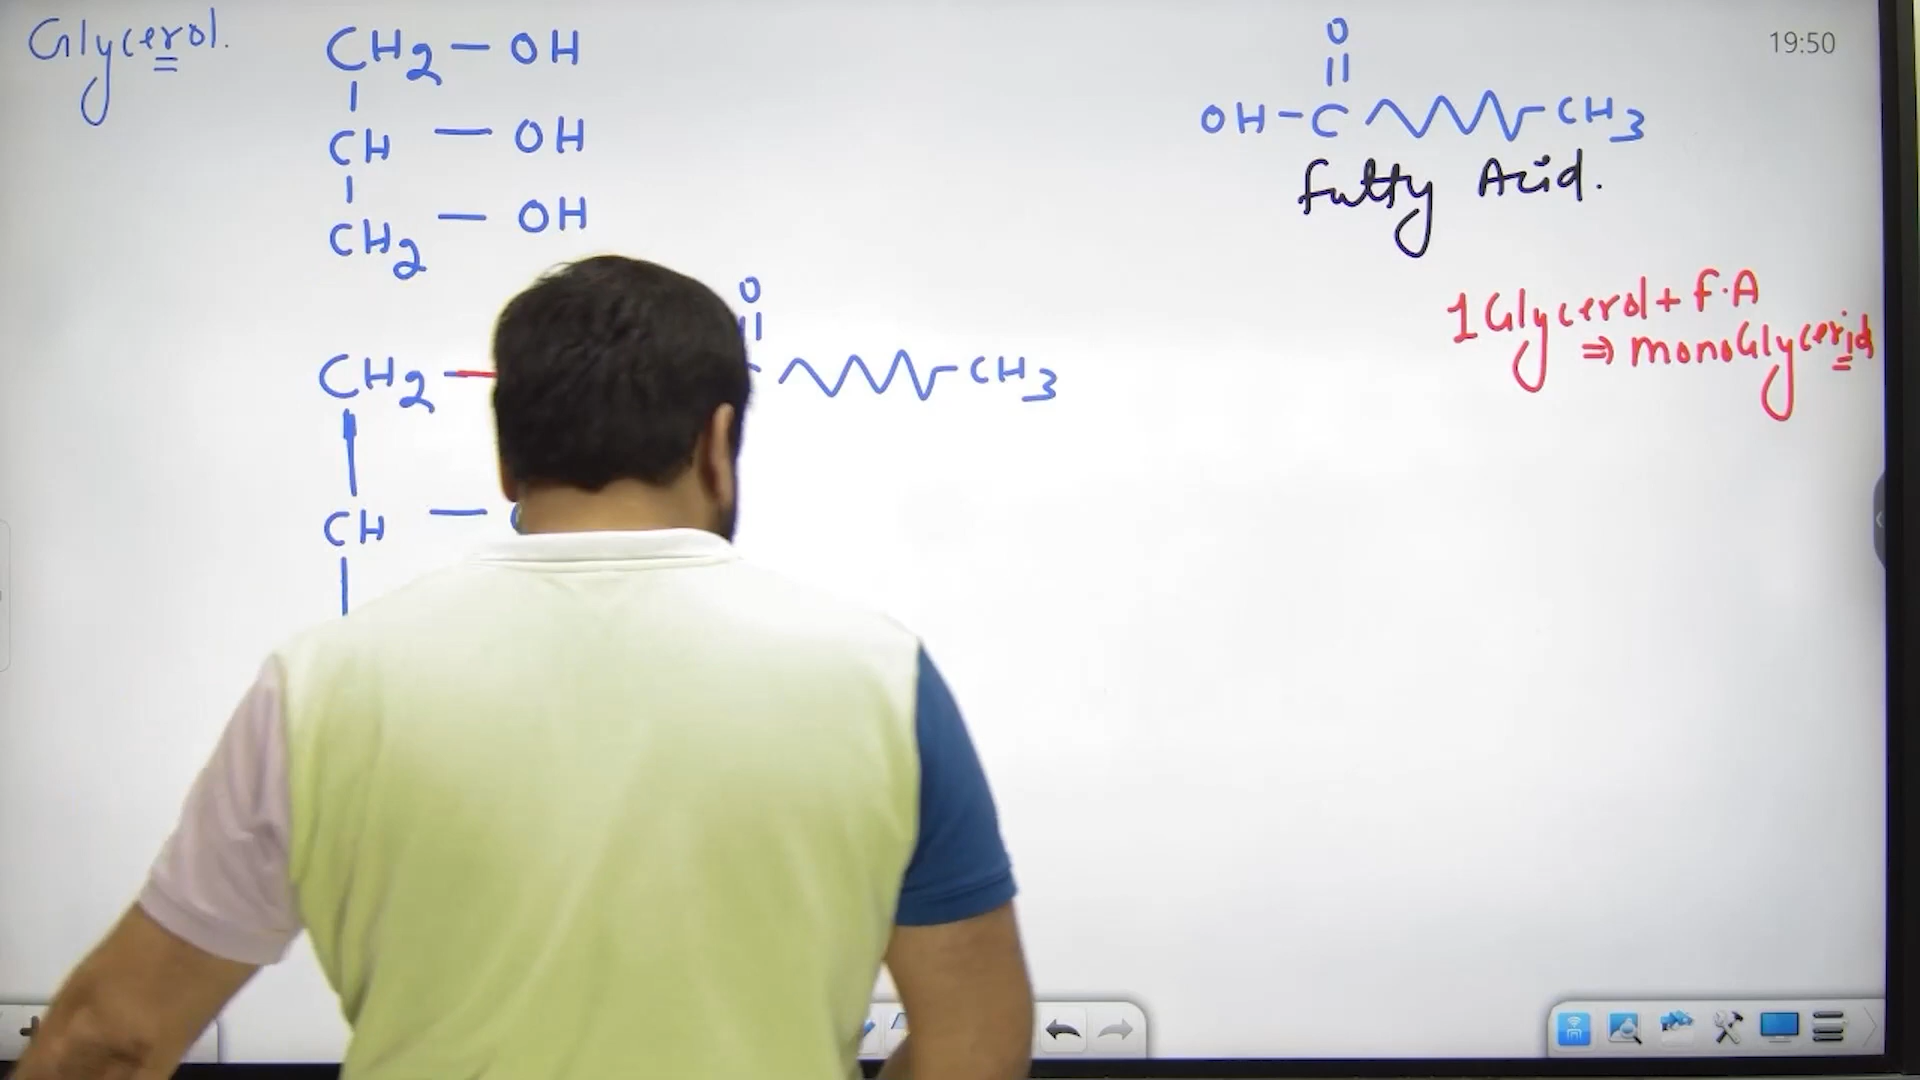 Glycerol.
CH2 — OH
CH — OH
CH2 — OH
O
OH-C CH3
Fatty Acid.
19:50
1 Glycerol + F.A
⇒ monoGlycerid
O
CH2 — CH3
CH —